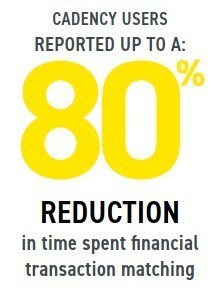 CADENCY USERS
REPORTED UP TO A:
80%
REDUCTION
in time spent financial
transaction matching